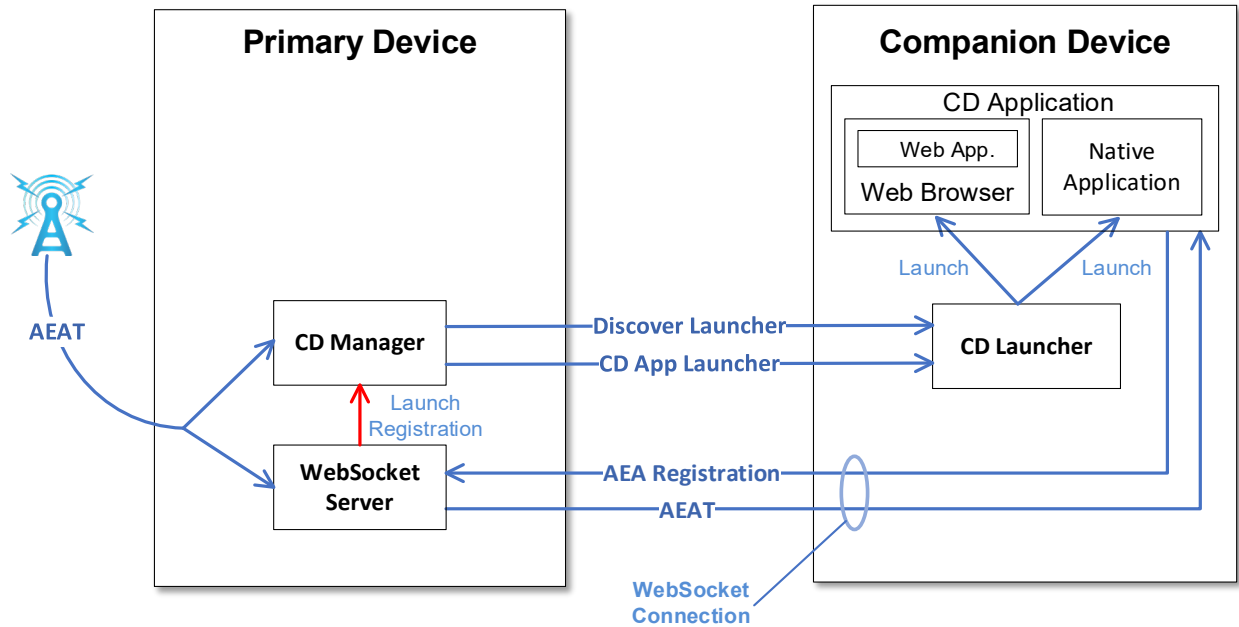 Primary Device
Companion Device
CD Application
Web App.
Web Browser
Native
Application
Launch
Launch
AEAT
CD Manager
Discover Launcher
CD App Launcher
CD Launcher
Launch
Registration
WebSocket
Server
AEA Registration
AEAT
WebSocket
Connection